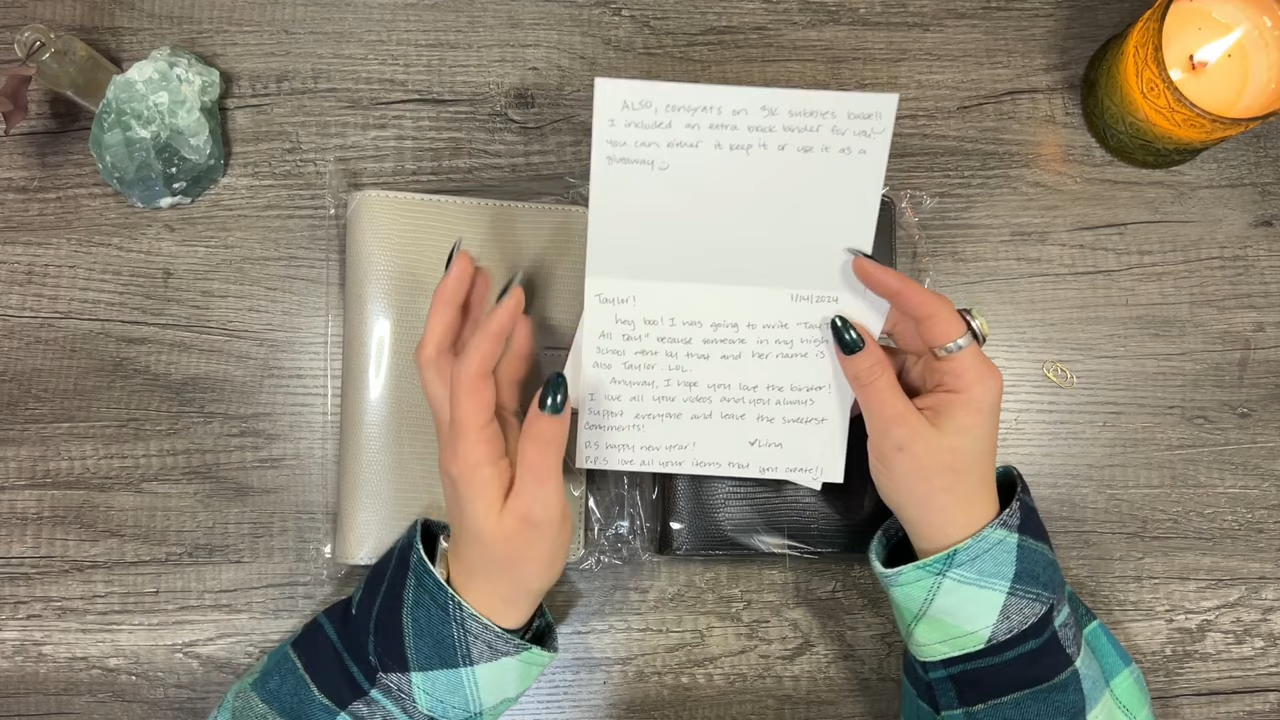 ALSO, congrats on 3k subbies babe!!
I included an extra black binder for you!
You can either it keep it or use it as a
giveaway
Taylor! 1/14/2024
hey boo! I was going to write "Tay
All Day" because someone in my high
school went by that and her name is
also Taylor.. LOL.
Anyway, I hope you love the binder!
I love all your videos and you always
support everyone and leave the sweetest
comments!
P.S happy new year! Linn
P.P.S love all your items that you create!